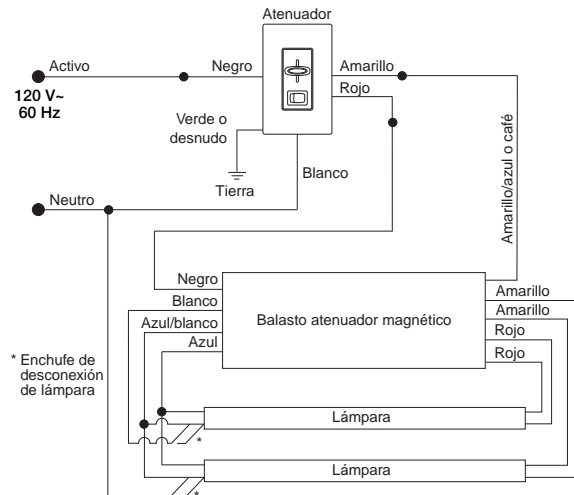 Atenuador
Activo
Negro
Amarillo
Rojo
120 V~
60 Hz
Verde o
desnudo
Tierra
Blanco
Amarillo/azul o café
Neutro
Negro
Blanco
Azul/blanco
Azul
Balasto atenuador magnético
Amarillo
Amarillo
Rojo
Rojo
* Enchufe de
desconexión
de lámpara
Lámpara
*
Lámpara
*